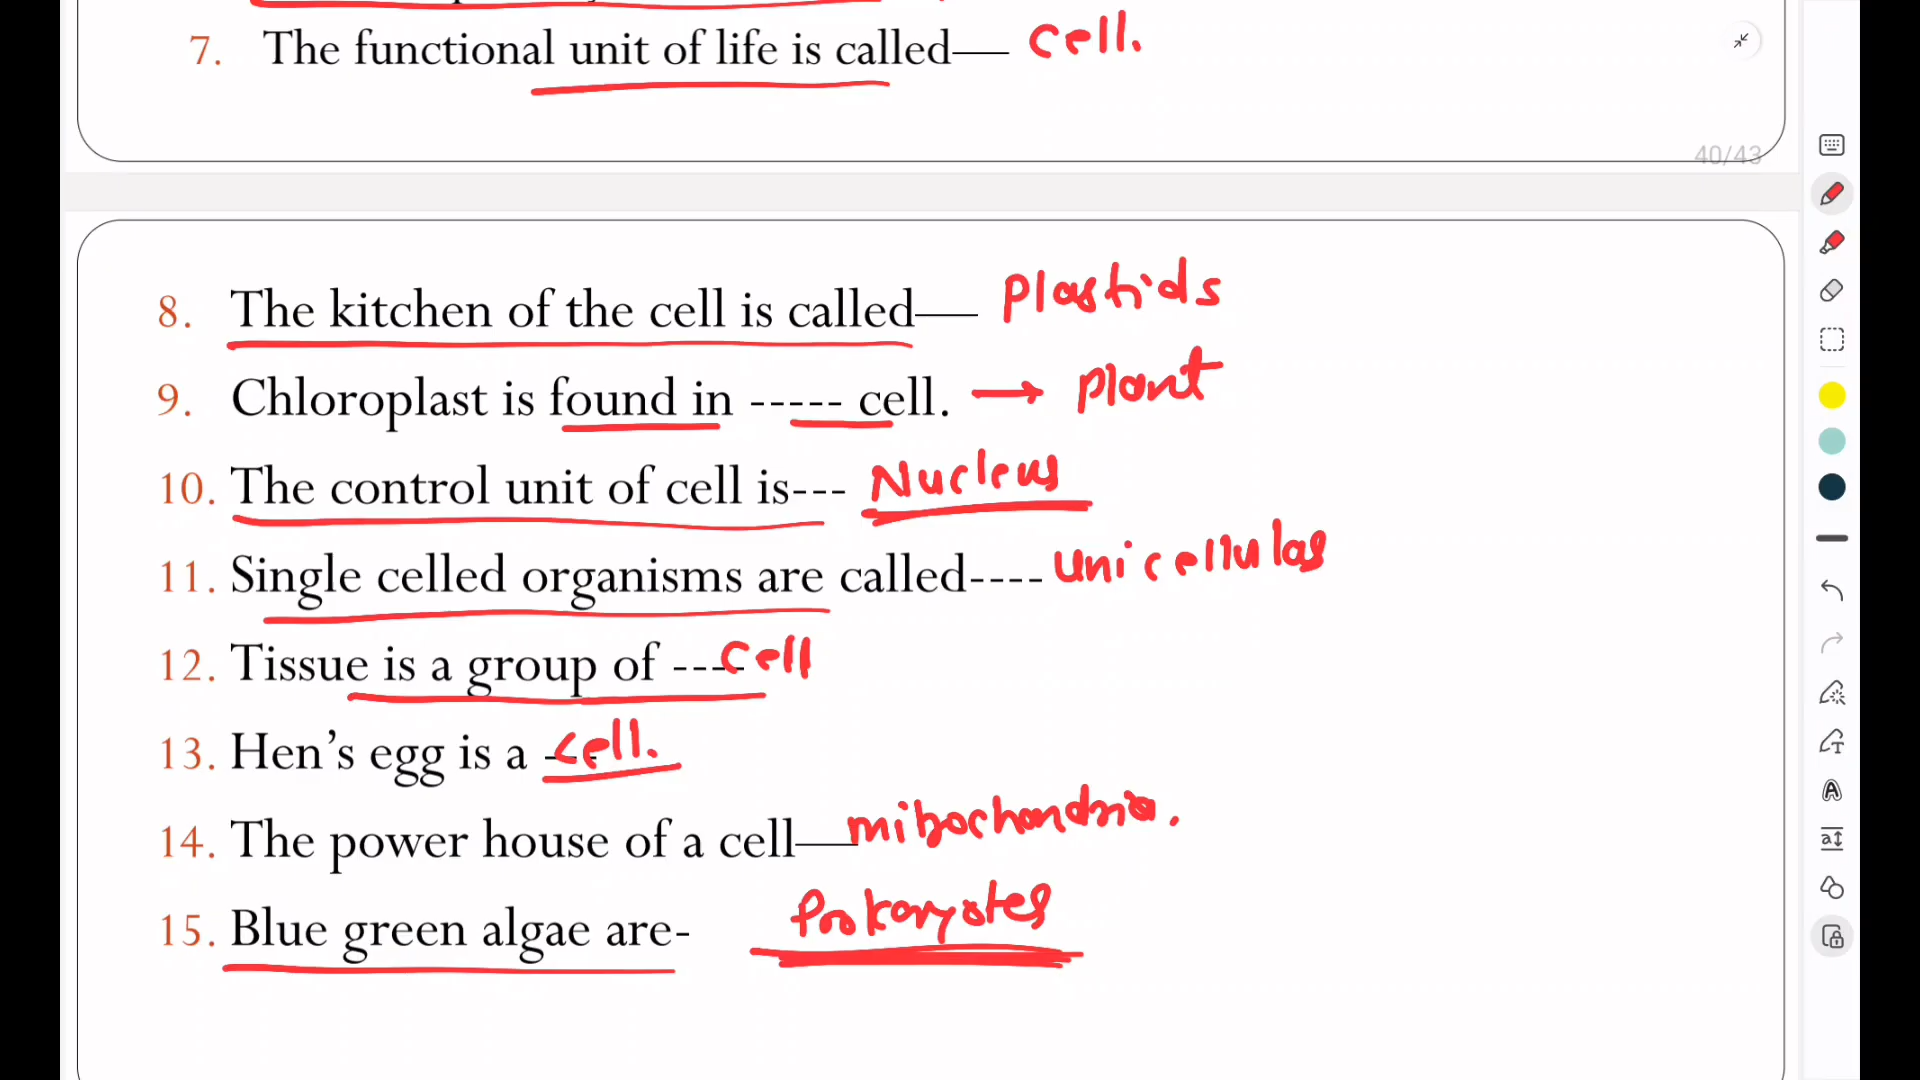 7. The functional unit of life is called— cell.
40/43
8. The kitchen of the cell is called— Plastids
9. Chloroplast is found in ----- cell. → plant
10. The control unit of cell is--- Nucleus
11. Single celled organisms are called---- Unicellular
12. Tissue is a group of ---- cell
13. Hen’s egg is a --- cell.
14. The power house of a cell— mitochondria.
15. Blue green algae are- Prokaryotes